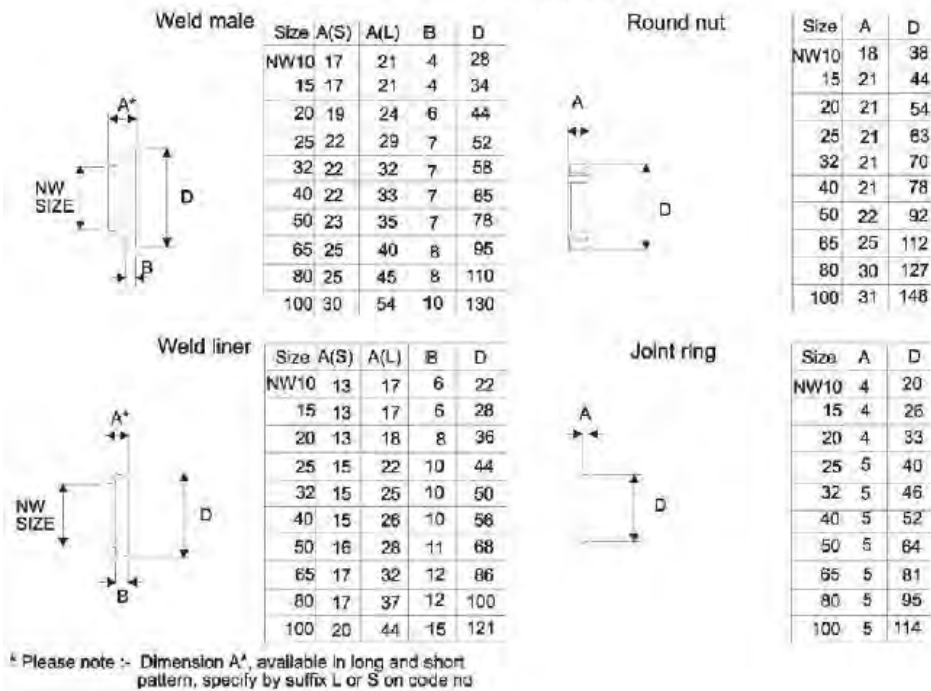 Weld male
Size A(S) A(L) B D
NW10 17 21 4 28
15 17 21 4 34
20 19 24 6 44
25 22 29 7 52
32 22 32 7 58
40 22 33 7 65
50 23 35 7 78
65 25 40 8 95
80 25 45 8 110
100 30 54 10 130
A*
NW
SIZE
D
B
Round nut
Size A D
NW10 18 38
15 21 44
20 21 54
25 21 63
32 21 70
40 21 78
50 22 92
65 25 112
80 30 127
100 31 148
A
D
Weld liner
Size A(S) A(L) B D
NW10 13 17 6 22
15 13 17 6 28
20 13 18 8 36
25 15 22 10 44
32 15 25 10 50
40 15 26 10 56
50 16 28 11 68
65 17 32 12 86
80 17 37 12 100
100 20 44 15 121
A*
NW
SIZE
D
B
Joint ring
Size A D
NW10 4 20
15 4 26
20 4 33
25 5 40
32 5 46
40 5 52
50 5 64
65 5 81
80 5 95
100 5 114
A
D
* Please note :- Dimension A*, available in long and short
pattern, specify by suffix L or S on code no